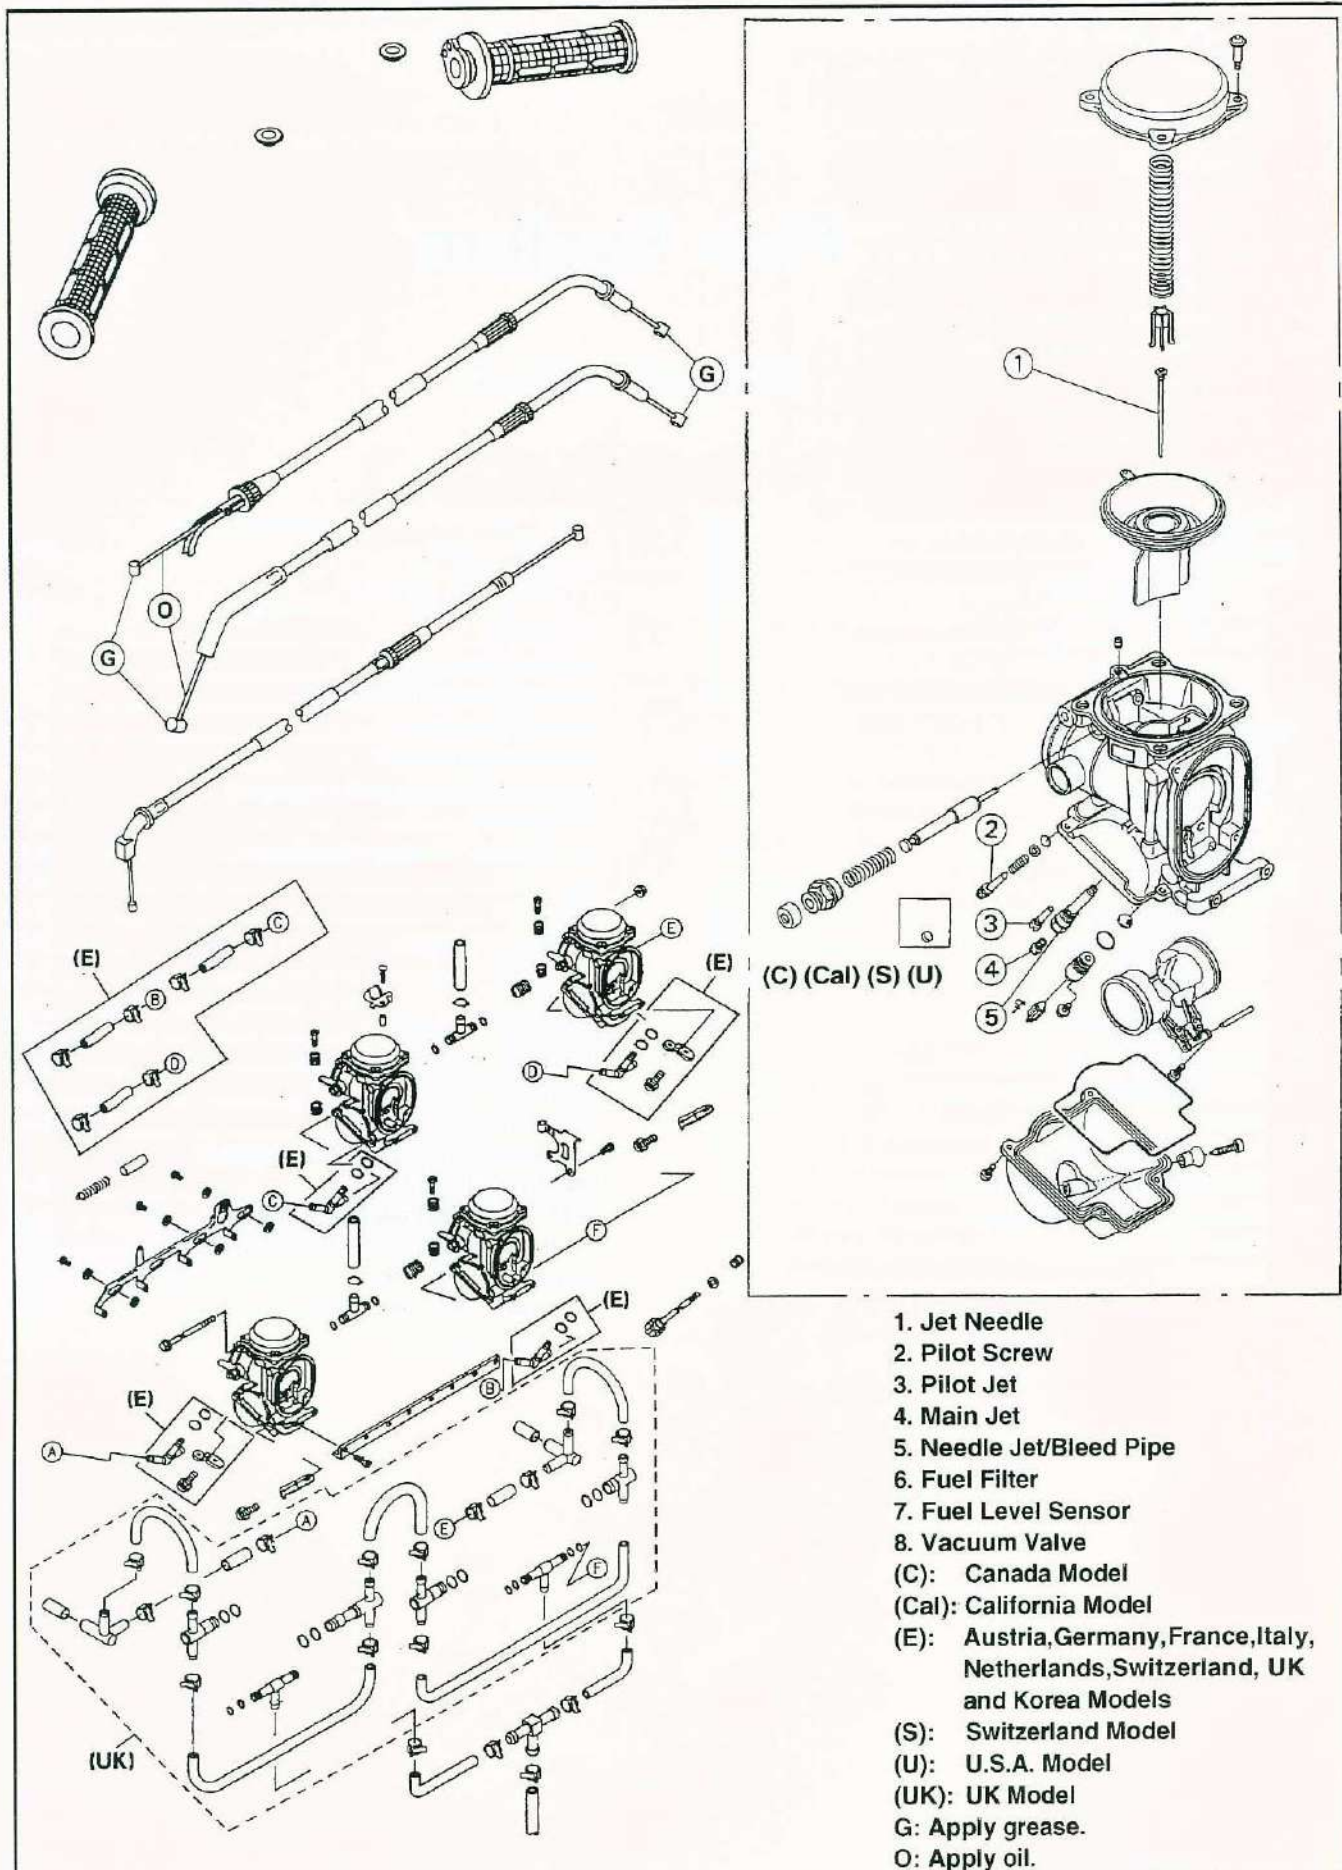 G
1
O
G
2
3
4
5
(C) (Cal) (S) (U)
(E)
C
B
D
E
(E)
D
(E)
C
F
(E)
B
(E)
A
A
E
F
(UK)
1. Jet Needle
2. Pilot Screw
3. Pilot Jet
4. Main Jet
5. Needle Jet/Bleed Pipe
6. Fuel Filter
7. Fuel Level Sensor
8. Vacuum Valve
(C): Canada Model
(Cal): California Model
(E): Austria,Germany,France,Italy,
Netherlands,Switzerland, UK
and Korea Models
(S): Switzerland Model
(U): U.S.A. Model
(UK): UK Model
G: Apply grease.
O: Apply oil.